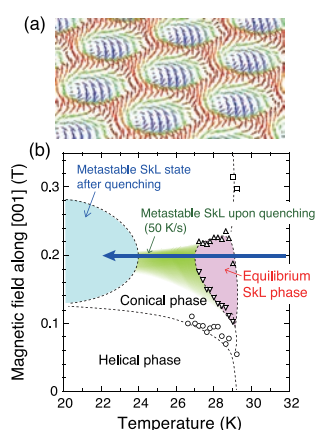 (a)
(b)
Metastable SkL state
after quenching
Metastable SkL upon quenching
(50 K/s)
Equilibrium
SkL phase
Conical phase
Helical phase
0.3
0.2
0.1
0
Magnetic field along [001] (T)
20 22 24 26 28 30 32
Temperature (K)